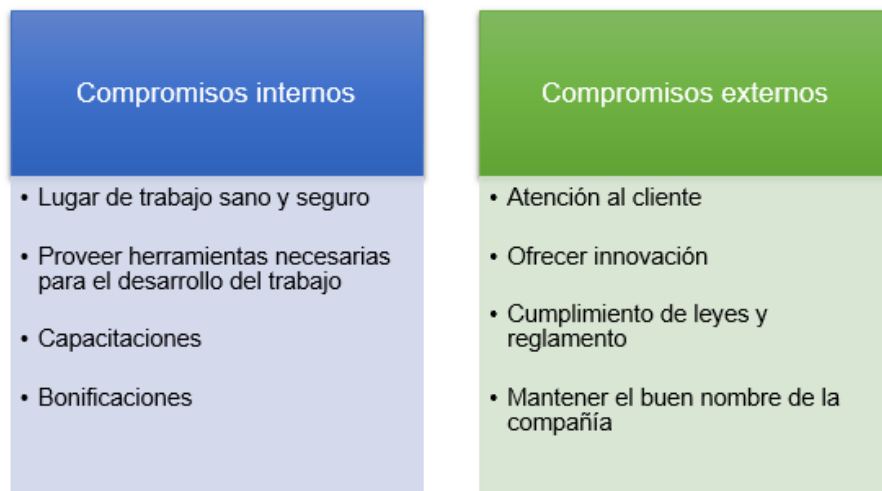 Compromisos internos
• Lugar de trabajo sano y seguro
• Proveer herramientas necesarias
para el desarrollo del trabajo
• Capacitaciones
• Bonificaciones
Compromisos externos
• Atención al cliente
• Ofrecer innovación
• Cumplimiento de leyes y
reglamento
• Mantener el buen nombre de la
compañía